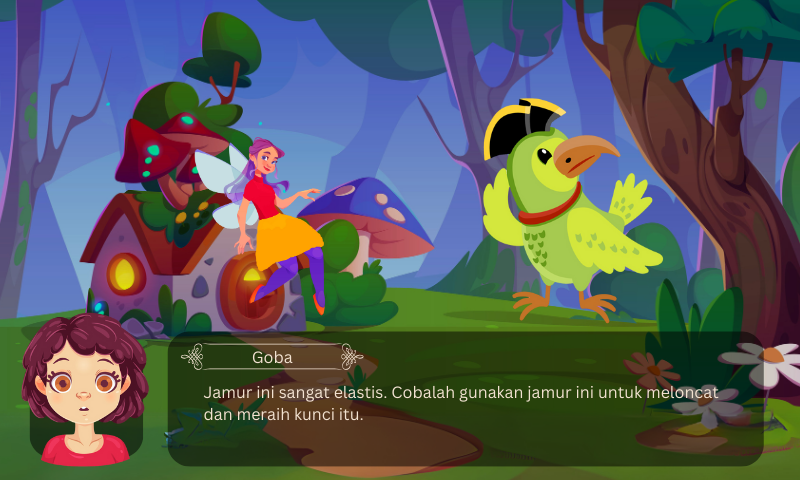 Goba
Jamur ini sangat elastis. Cobalah gunakan jamur ini untuk meloncat
dan meraih kunci itu.